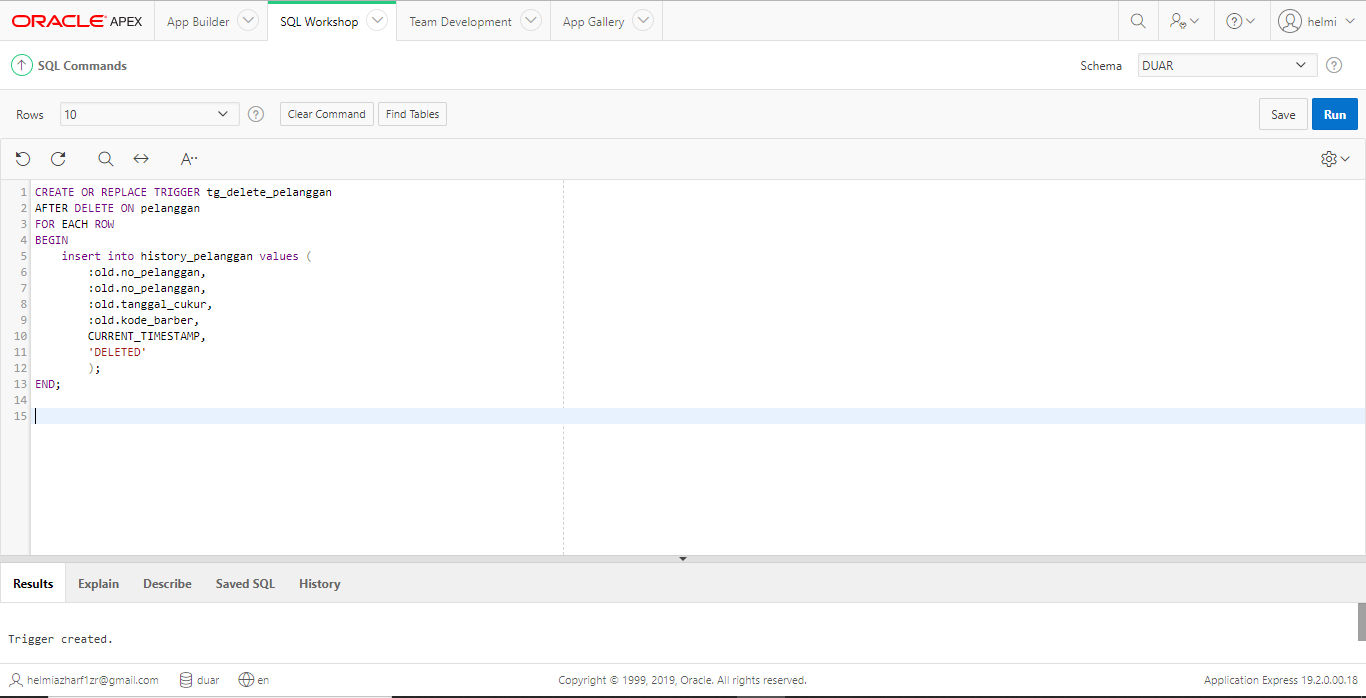 ORACLE APEX App Builder SQL Workshop Team Development App Gallery helmi
SQL Commands Schema DUAR
Rows 10 Clear Command Find Tables Save Run
A
1 CREATE OR REPLACE TRIGGER tg_delete_pelanggan
2 AFTER DELETE ON pelanggan
3 FOR EACH ROW
4 BEGIN
5 insert into history_pelanggan values (
6 :old.no_pelanggan,
7 :old.no_pelanggan,
8 :old.tanggal_cukur,
9 :old.kode_barber,
10 CURRENT_TIMESTAMP,
11 'DELETED'
12 );
13 END;
14
15
Results Explain Describe Saved SQL History
Trigger created.
helmiazharf1zr@gmail.com duar en Copyright © 1999, 2019, Oracle. All rights reserved. Application Express 19.2.0.00.18